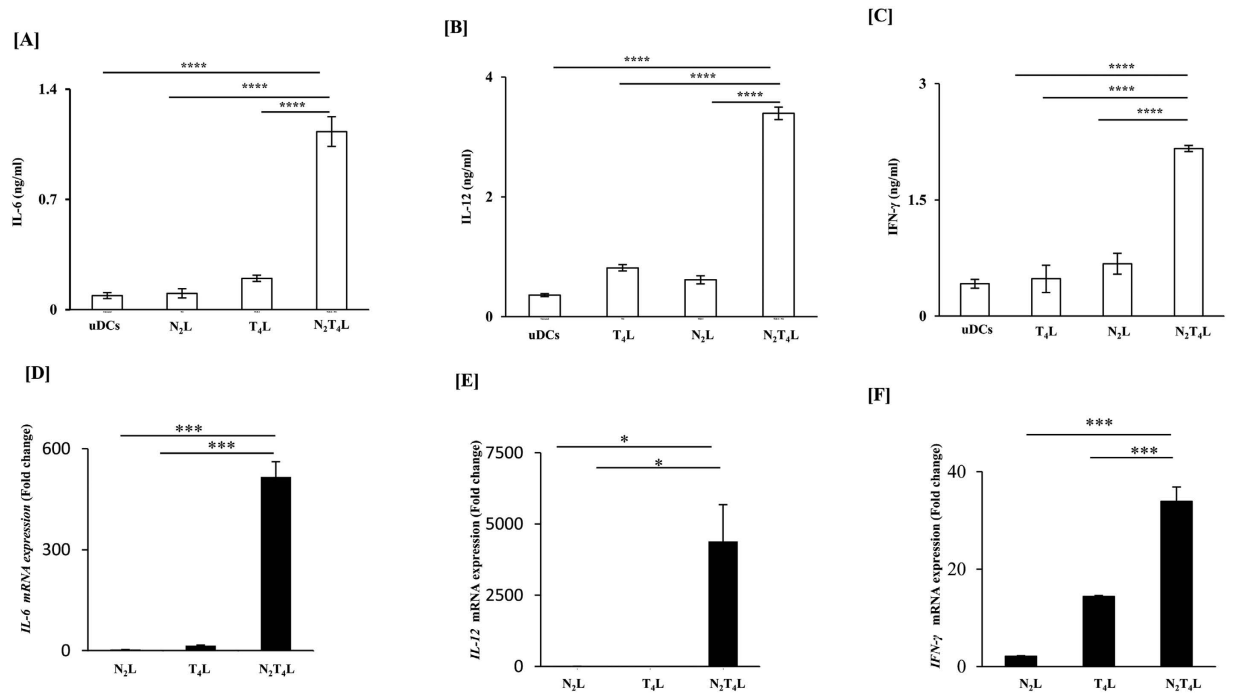 [A]
****
****
****
1.4
0.7
0
IL-6 (ng/ml)
uDCs N₂L T₄L N₂T₄L
[B]
****
****
****
4
2
0
IL-12 (ng/ml)
uDCs T₄L N₂L N₂T₄L
[C]
****
****
****
3
1.5
0
IFN-γ (ng/ml)
uDCs T₄L N₂L N₂T₄L
[D]
***
***
600
300
0
IL-6 mRNA expression (Fold change)
N₂L T₄L N₂T₄L
[E]
*
*
7500
5000
2500
0
IL-12 mRNA expression (Fold change)
N₂L T₄L N₂T₄L
[F]
***
***
40
20
0
IFN-γ mRNA expression (Fold change)
N₂L T₄L N₂T₄L